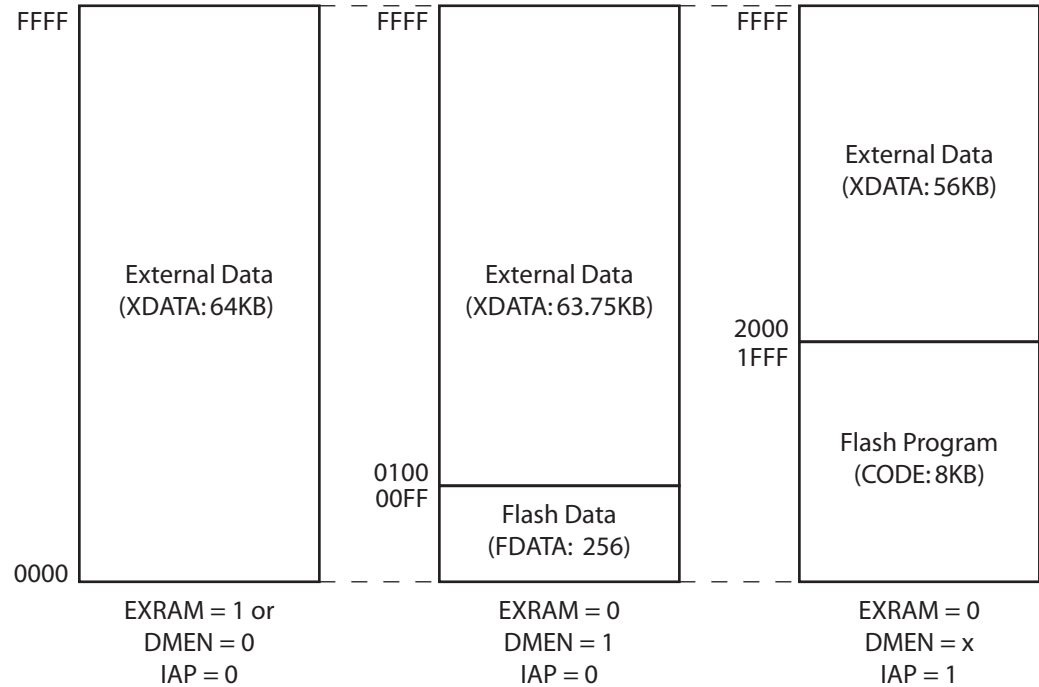 FFFF
External Data
(XDATA: 64KB)
0000
EXRAM = 1 or
DMEN = 0
IAP = 0
FFFF
External Data
(XDATA: 63.75KB)
0100
00FF
Flash Data
(FDATA: 256)
EXRAM = 0
DMEN = 1
IAP = 0
FFFF
External Data
(XDATA: 56KB)
2000
1FFF
Flash Program
(CODE: 8KB)
EXRAM = 0
DMEN = x
IAP = 1